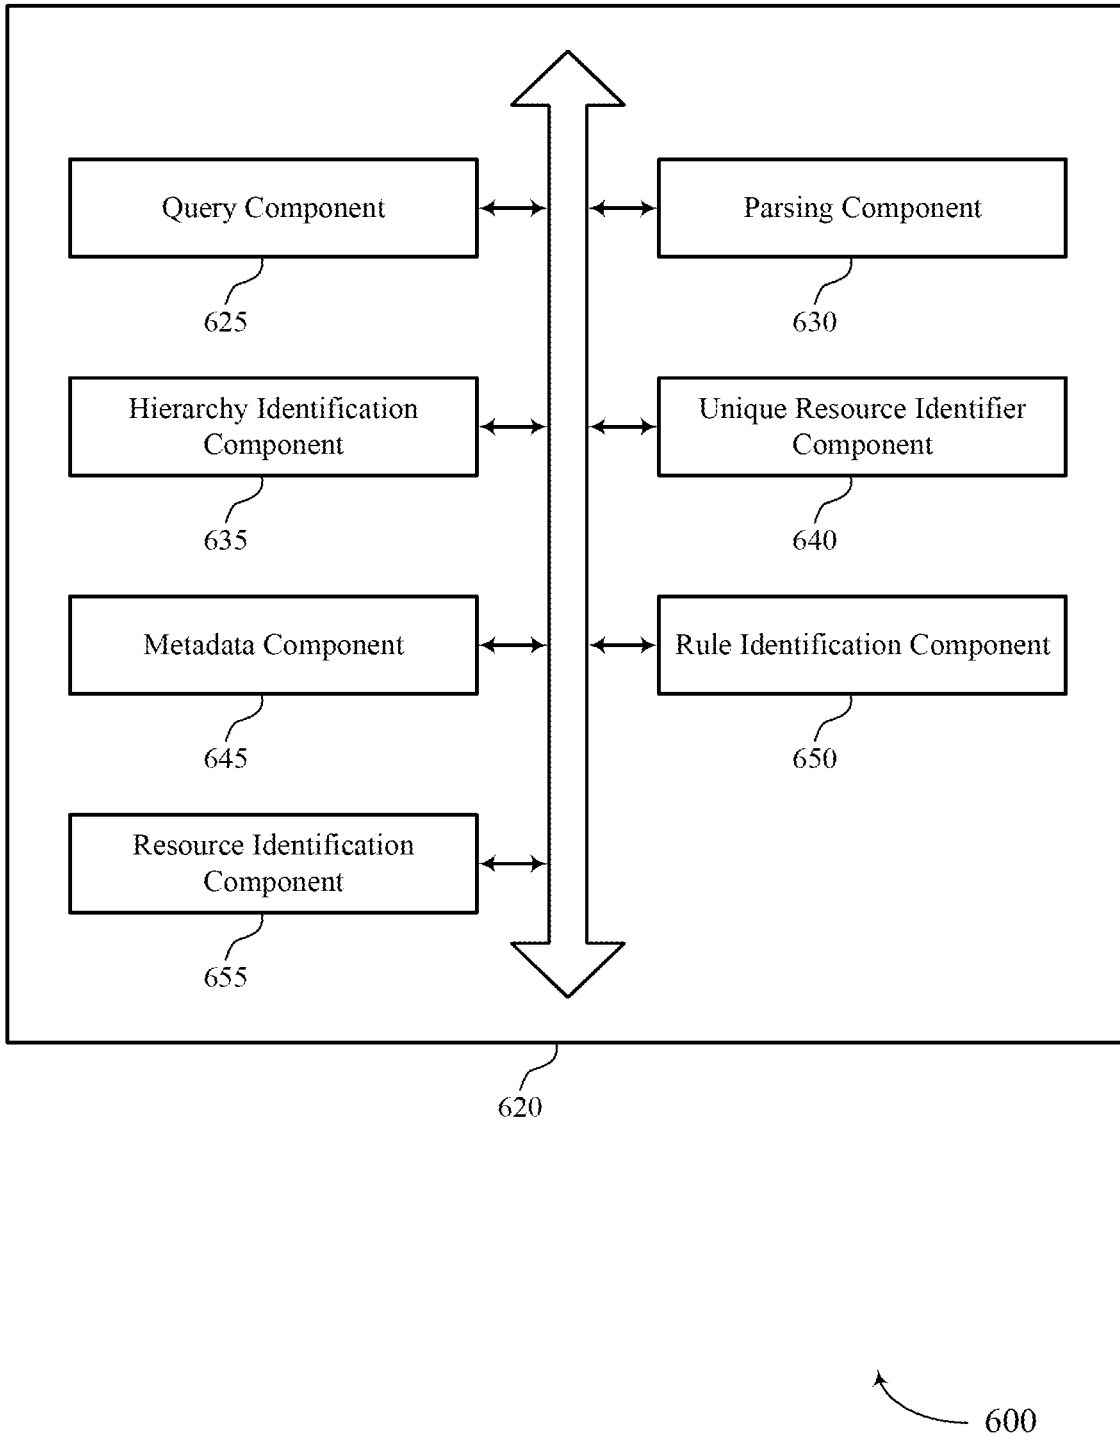 Query Component
Parsing Component
625
630
Hierarchy Identification
Component
Unique Resource Identifier
Component
635
640
Metadata Component
Rule Identification Component
645
650
Resource Identification
Component
655
620
600